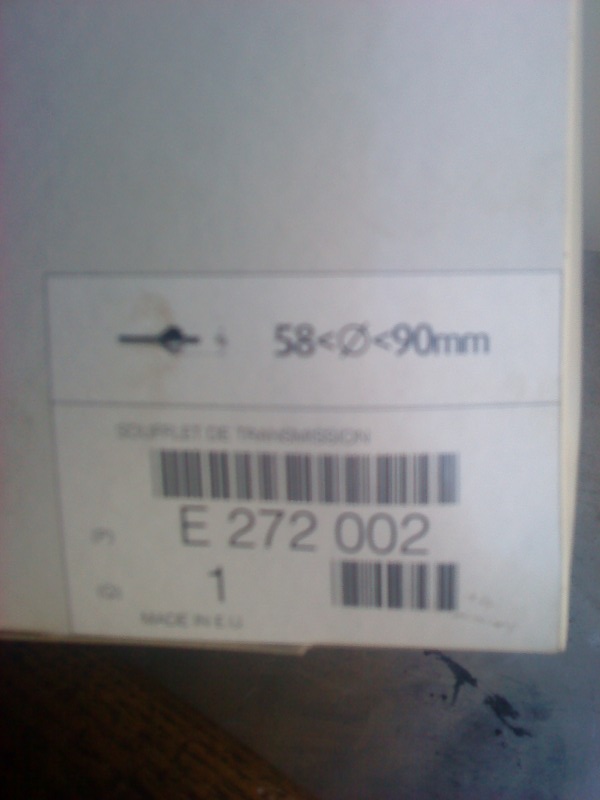 58<Ø<90mm
SOUFFLET DE TRANSMISSION
E 272 002
(P)
(Q) 1
MADE IN E.U.